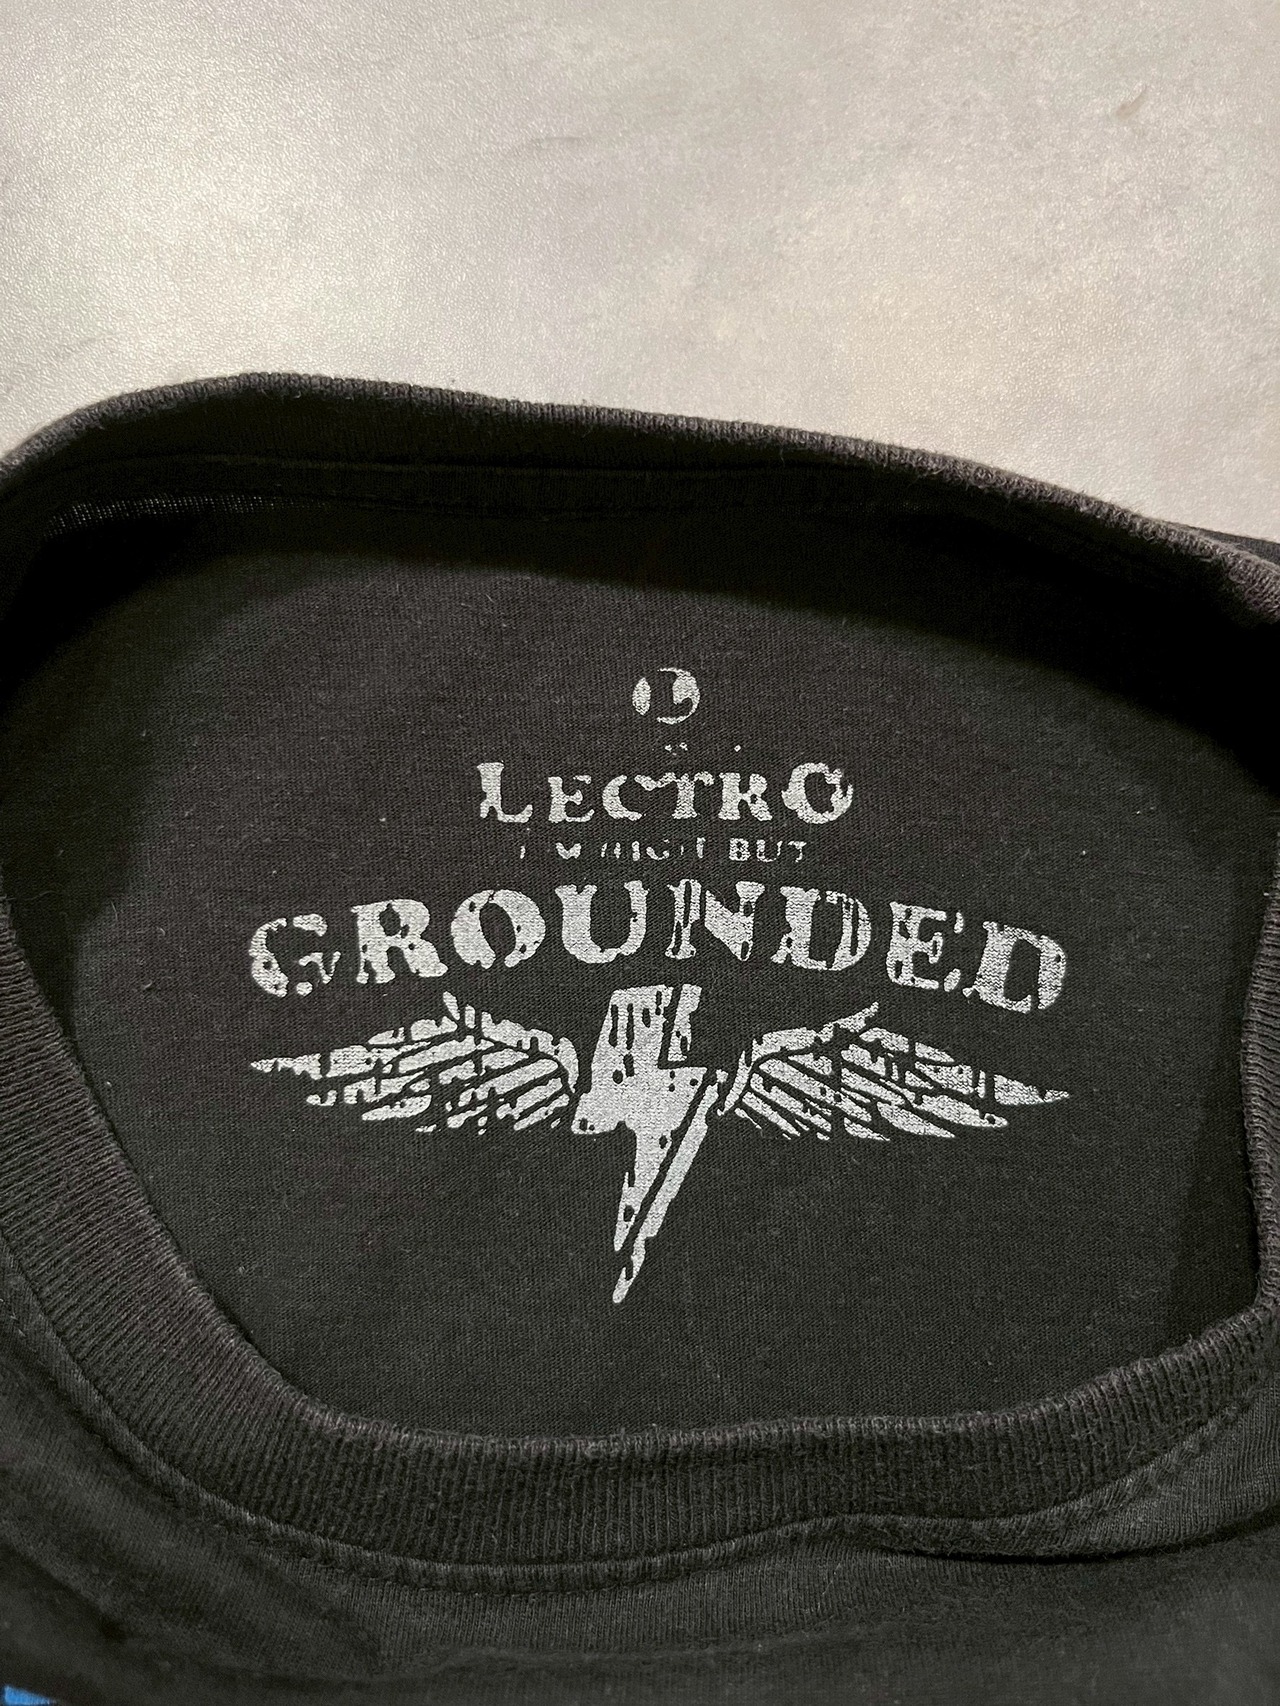 L
LECTRO
I'M HIGH BUT
GROUNDED